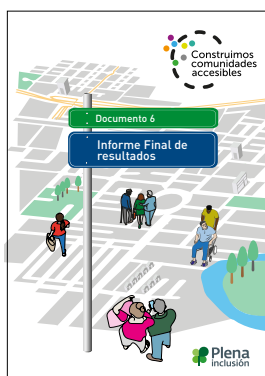 Construimos
comunidades
accesibles
Documento 6
Informe Final de
resultados
Plena
inclusión